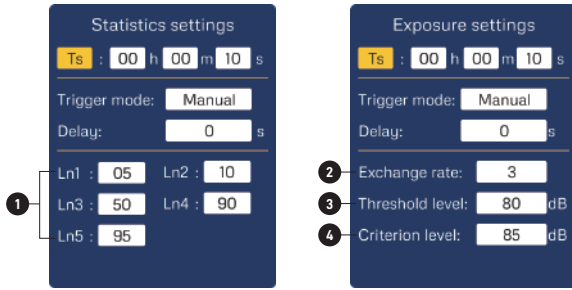 Statistics settings
Ts : 00 h 00 m 10 s
Trigger mode: Manual
Delay: 0 s
1
Ln1 : 05 Ln2 : 10
Ln3 : 50 Ln4 : 90
Ln5 : 95
Exposure settings
Ts : 00 h 00 m 10 s
Trigger mode: Manual
Delay: 0 s
2 Exchange rate: 3
3 Threshold level: 80 dB
4 Criterion level: 85 dB